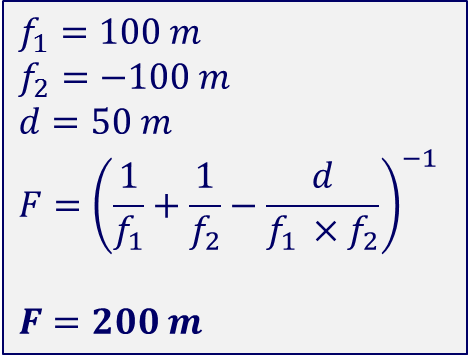 f₁ = 100 m
f₂ = −100 m
d = 50 m
F = (1/f₁ + 1/f₂ − d/(f₁ × f₂))⁻¹
F = 200 m